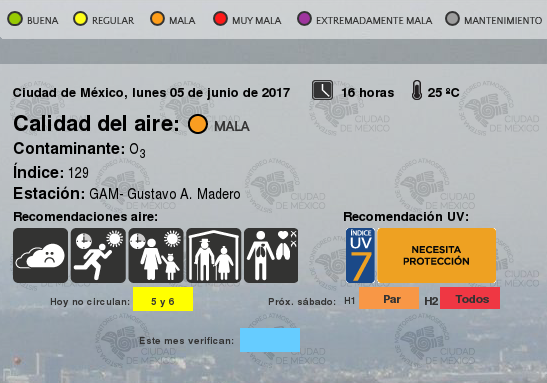 BUENA REGULAR MALA MUY MALA EXTREMADAMENTE MALA MANTENIMIENTO
Ciudad de México, lunes 05 de junio de 2017 16 horas 25 ºC
Calidad del aire: MALA
Contaminante: O3
Índice: 129
Estación: GAM- Gustavo A. Madero
Recomendaciones aire: Recomendación UV:
ÍNDICE
UV
7
NECESITA
PROTECCIÓN
Hoy no circulan: 5 y 6 Próx. sábado: H1 Par H2 Todos
Este mes verifican:
CIUDAD
DE MÉXICO